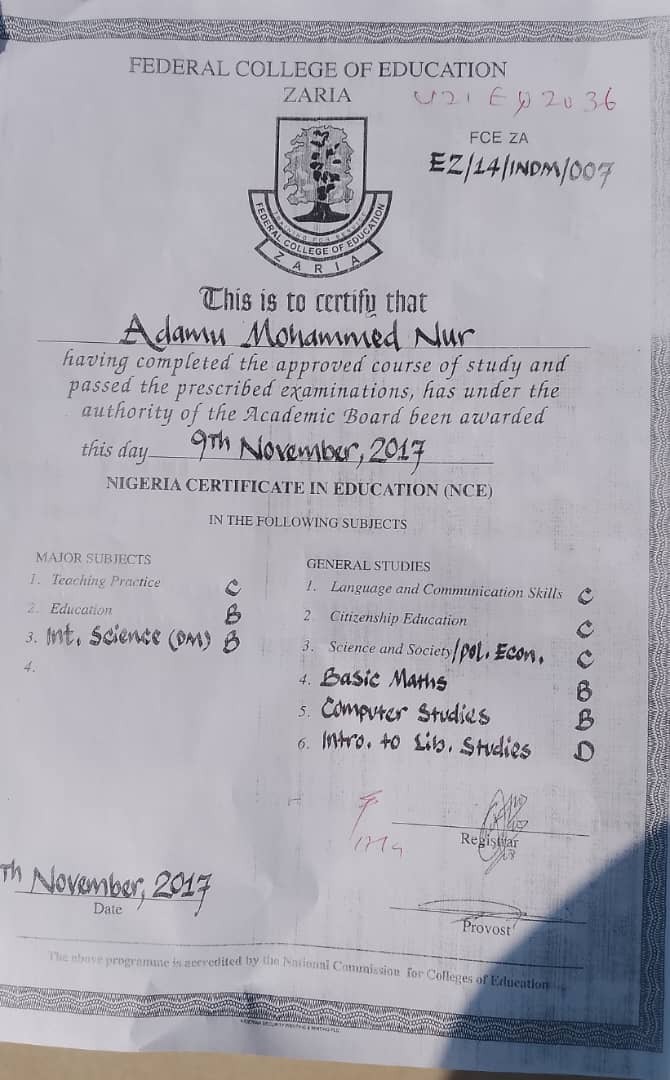 FEDERAL COLLEGE OF EDUCATION
ZARIA
U21ED2036
FCE ZA
EZ/14/INDM/007
FEDERAL COLLEGE OF EDUCATION
ZARIA
This is to certify that
Adamu Mohammed Nur
having completed the approved course of study and
passed the prescribed examinations, has under the
authority of the Academic Board been awarded
this day 9th November, 2017
NIGERIA CERTIFICATE IN EDUCATION (NCE)
IN THE FOLLOWING SUBJECTS
MAJOR SUBJECTS
1. Teaching Practice C
2. Education B
3. Int. Science (DM) B
4.
GENERAL STUDIES
1. Language and Communication Skills C
2 Citizenship Education C
3. Science and Society/Pol. Econ. C
4. Basic Maths B
5. Computer Studies B
6. Intro. to Lib. Studies D
Registrar
th November, 2017
Date
Provost
The above programme is accredited by the National Commission for Colleges of Education